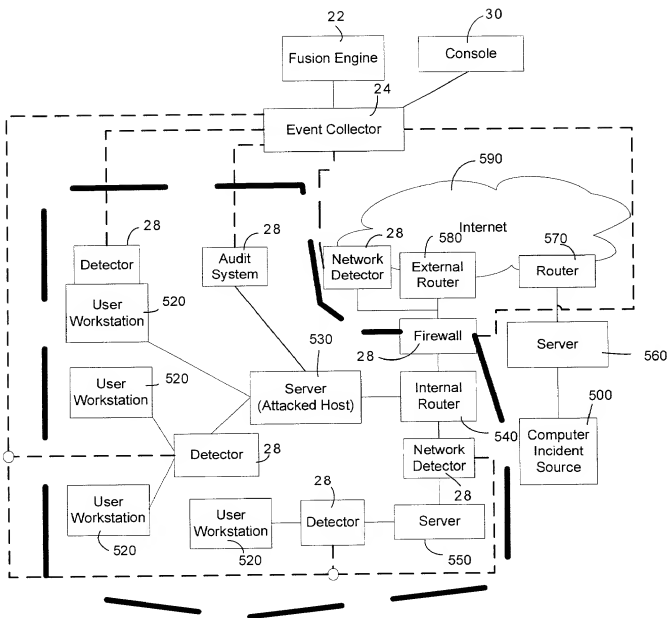 22
Fusion Engine
30
Console
24
Event Collector
590
Internet
28
Detector
User
Workstation
520
28
Audit
System
28
Network
Detector
580
External
Router
570
Router
Firewall
28
Server
560
530
Server
(Attacked Host)
Internal
Router
540
500
Computer
Incident
Source
User
Workstation
520
Detector
28
Network
Detector
28
User
Workstation
520
User
Workstation
520
28
Detector
Server
550